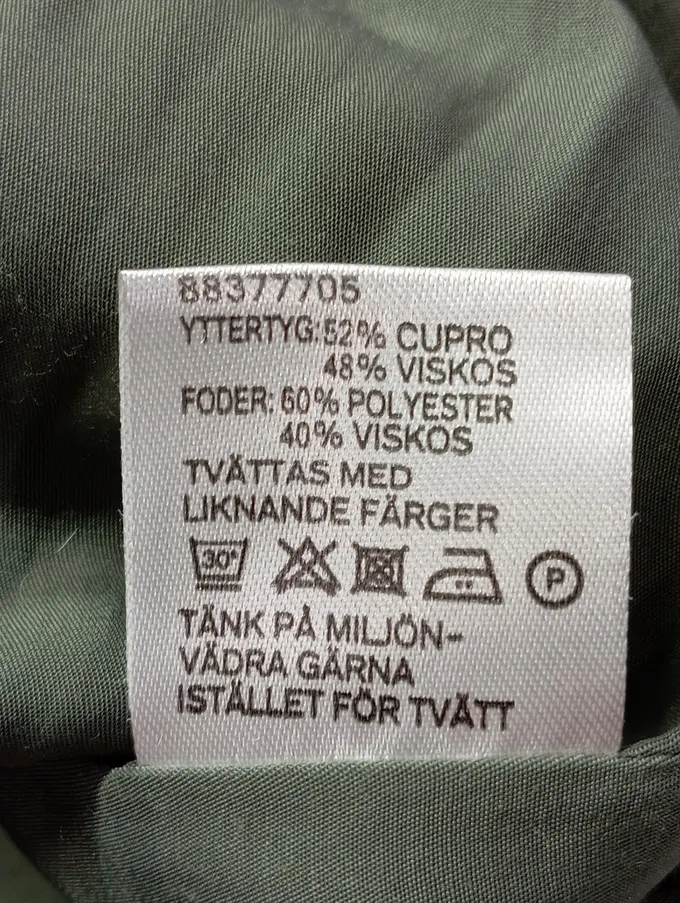 88377705
YTTERTYG: 52% CUPRO
48% VISKOS
FODER: 60% POLYESTER
40% VISKOS
TVÄTTAS MED
LIKNANDE FÄRGER
30° P
TÄNK PÅ MILJÖN-
VÄDRA GÄRNA
ISTÄLLET FÖR TVÄTT